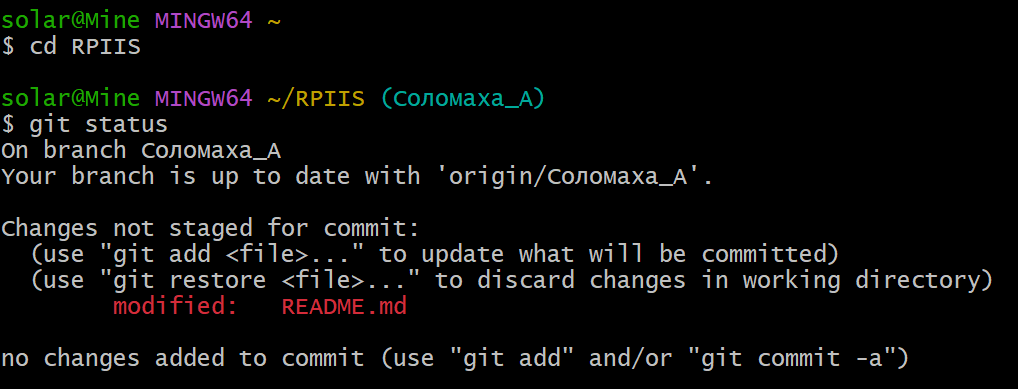 solar@Mine MINGW64 ~
$ cd RPIIS
solar@Mine MINGW64 ~/RPIIS (Соломаха_А)
$ git status
On branch Соломаха_А
Your branch is up to date with 'origin/Соломаха_А'.
Changes not staged for commit:
  (use "git add <file>..." to update what will be committed)
  (use "git restore <file>..." to discard changes in working directory)
        modified:   README.md
no changes added to commit (use "git add" and/or "git commit -a")